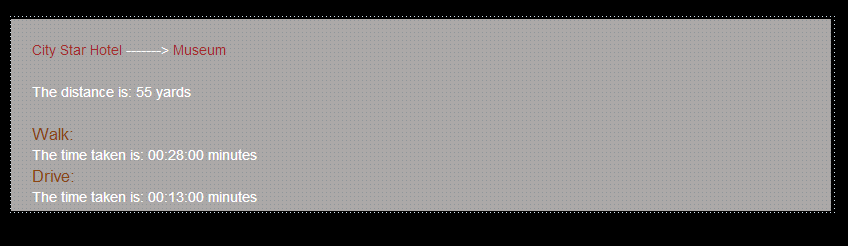 City Star Hotel -------> Museum
The distance is: 55 yards
Walk:
The time taken is: 00:28:00 minutes
Drive:
The time taken is: 00:13:00 minutes